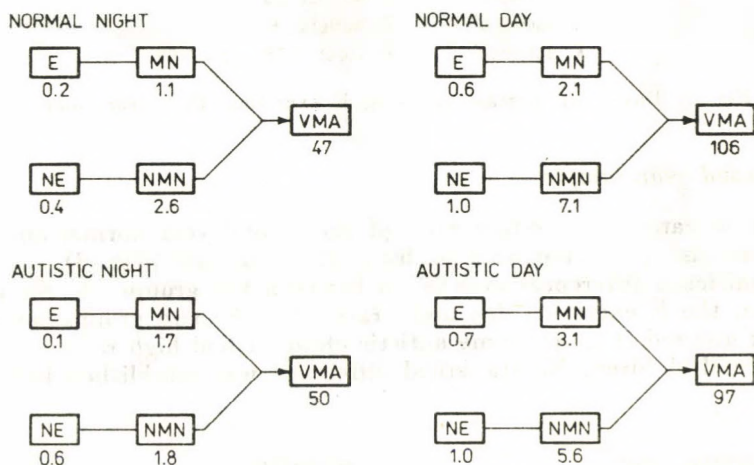 NORMAL NIGHT
E MN
0.2 1.1
VMA
47
NE NMN
0.4 2.6
NORMAL DAY
E MN
0.6 2.1
VMA
106
NE NMN
1.0 7.1
AUTISTIC NIGHT
E MN
0.1 1.7
VMA
50
NE NMN
0.6 1.8
AUTISTIC DAY
E MN
0.7 3.1
VMA
97
NE NMN
1.0 5.6